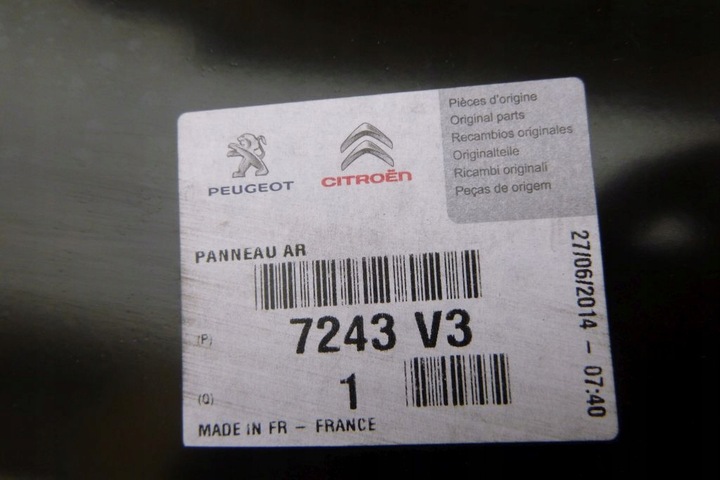 PEUGEOT
CITROËN
Pièces d'origine
Original parts
Recambios originales
Originalteile
Ricambi originali
Peças de origem
PANNEAU AR
(P) 7243 V3
(Q) 1
MADE IN FR - FRANCE
27/06/2014 - 07:40